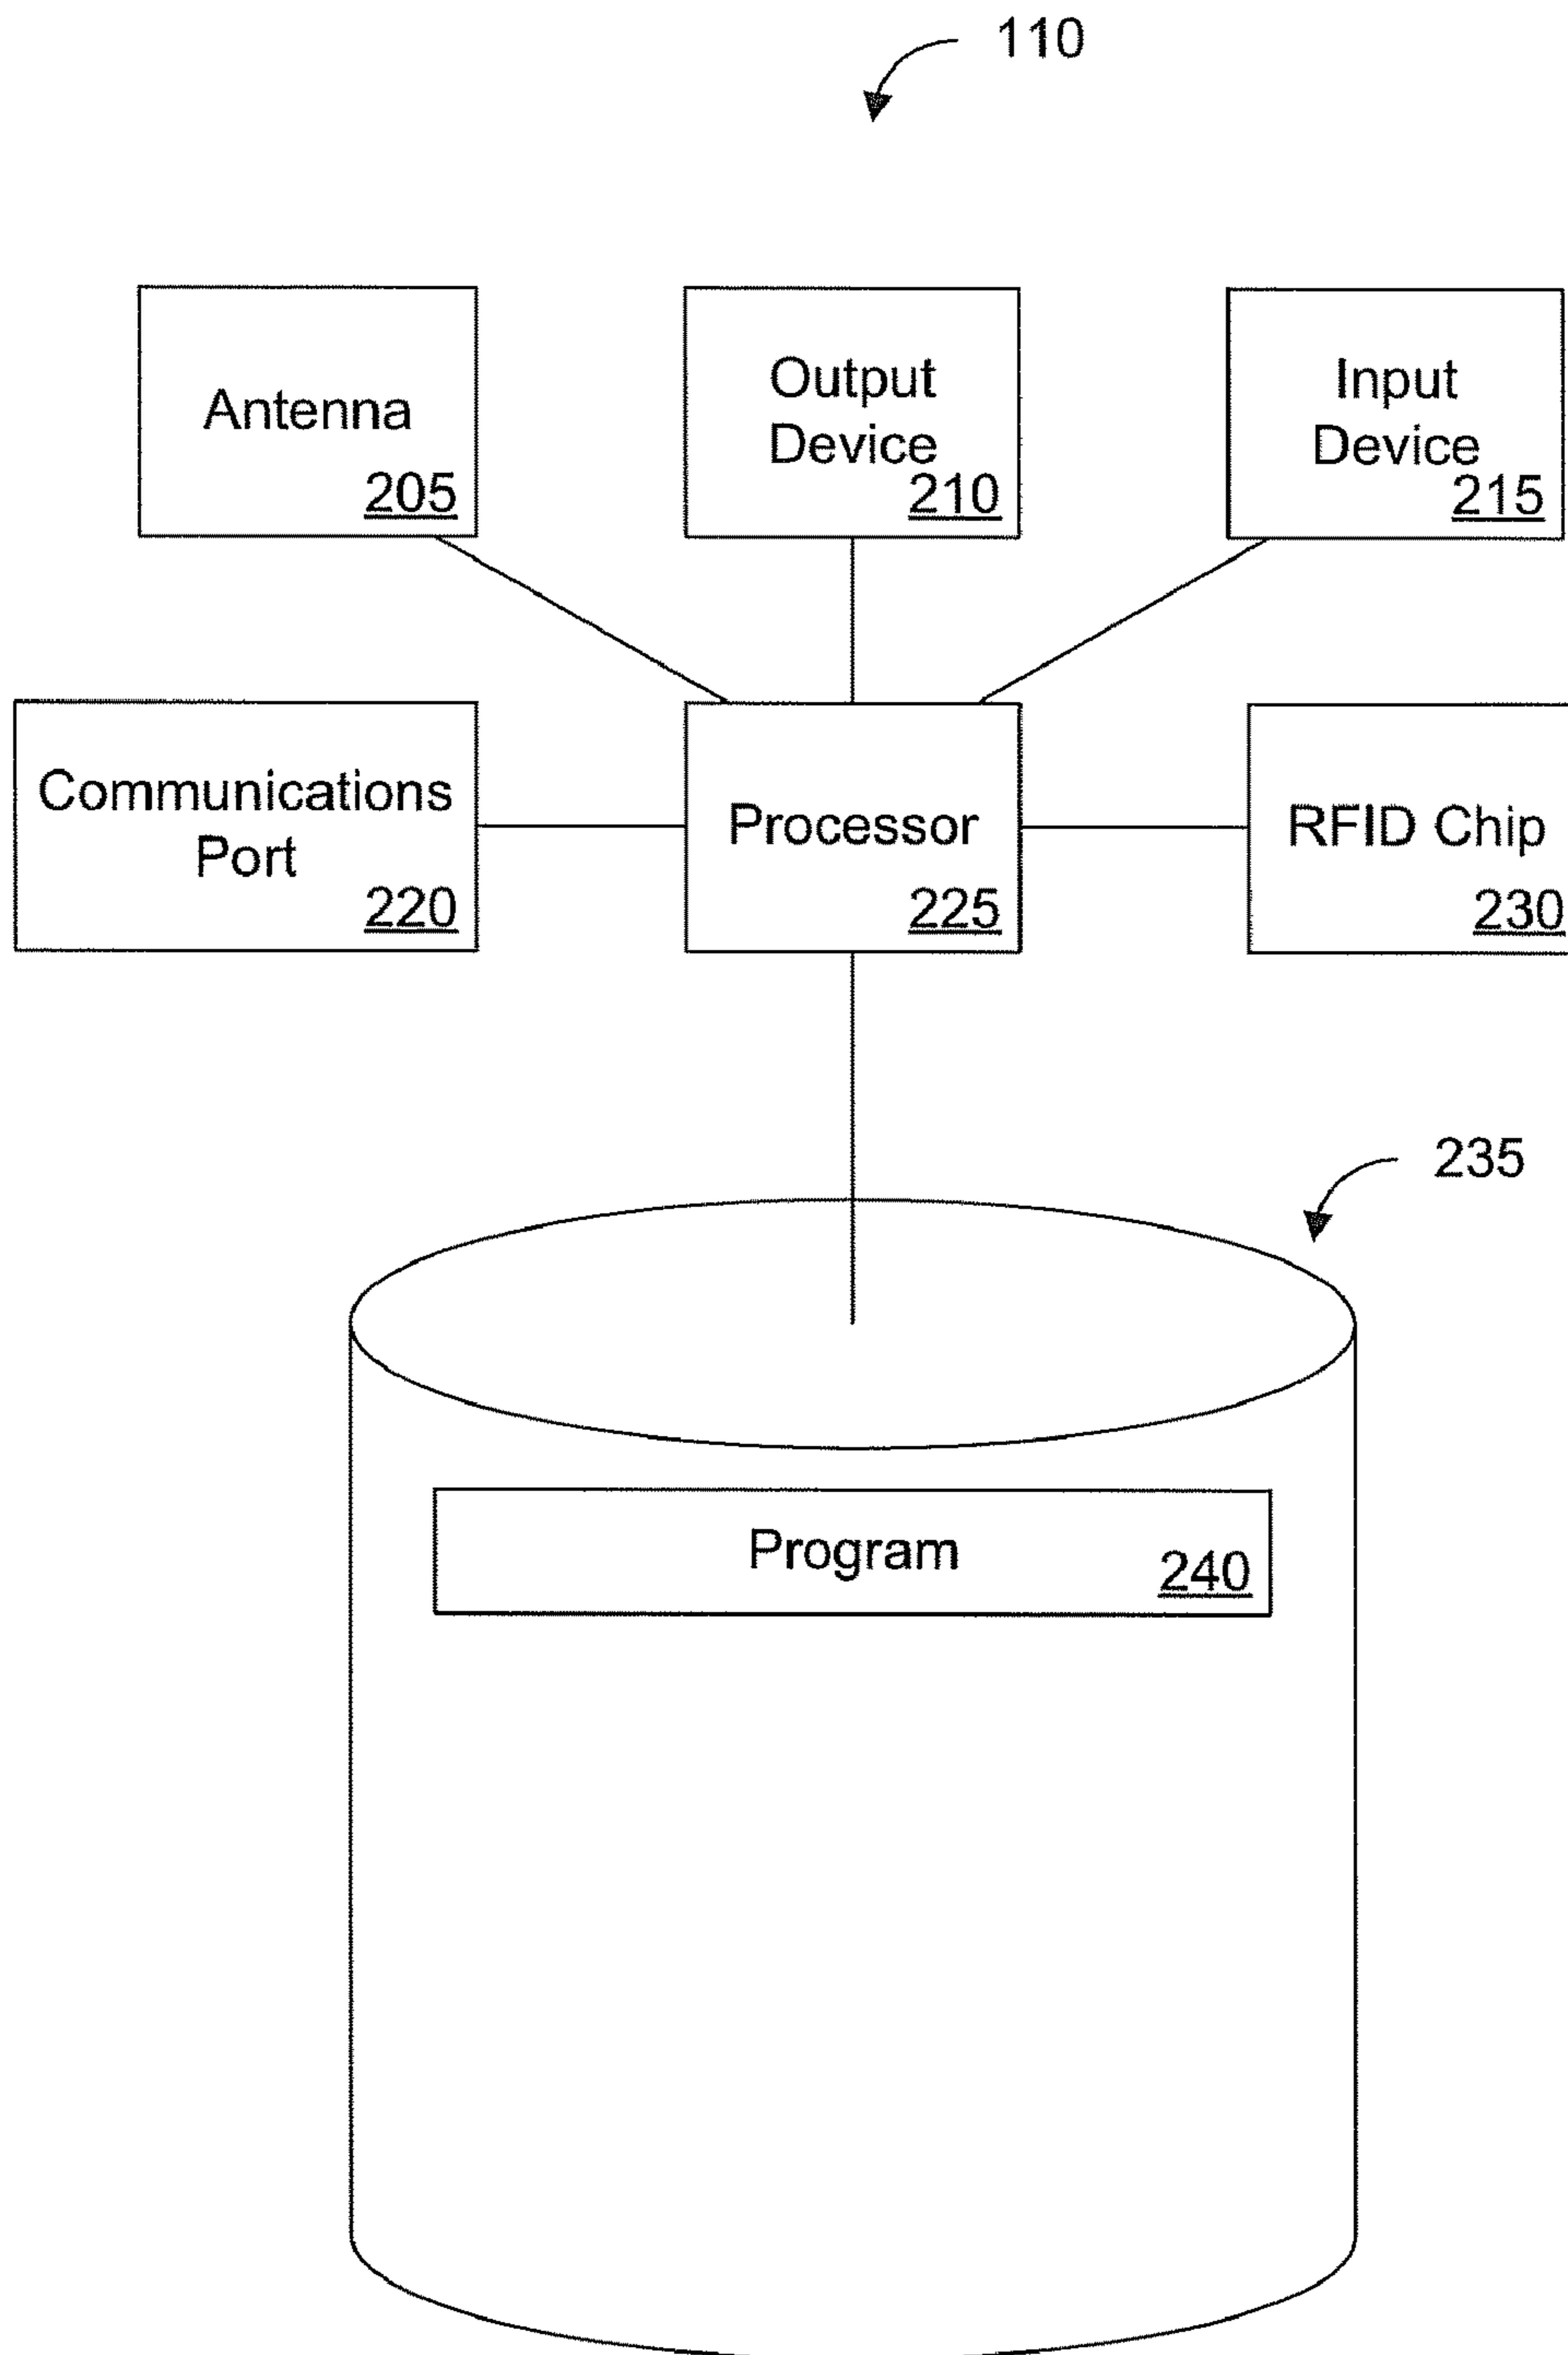 110
Antenna
205
Output
Device
210
Input
Device
215
Communications
Port
220
Processor
225
RFID Chip
230
235
Program
240